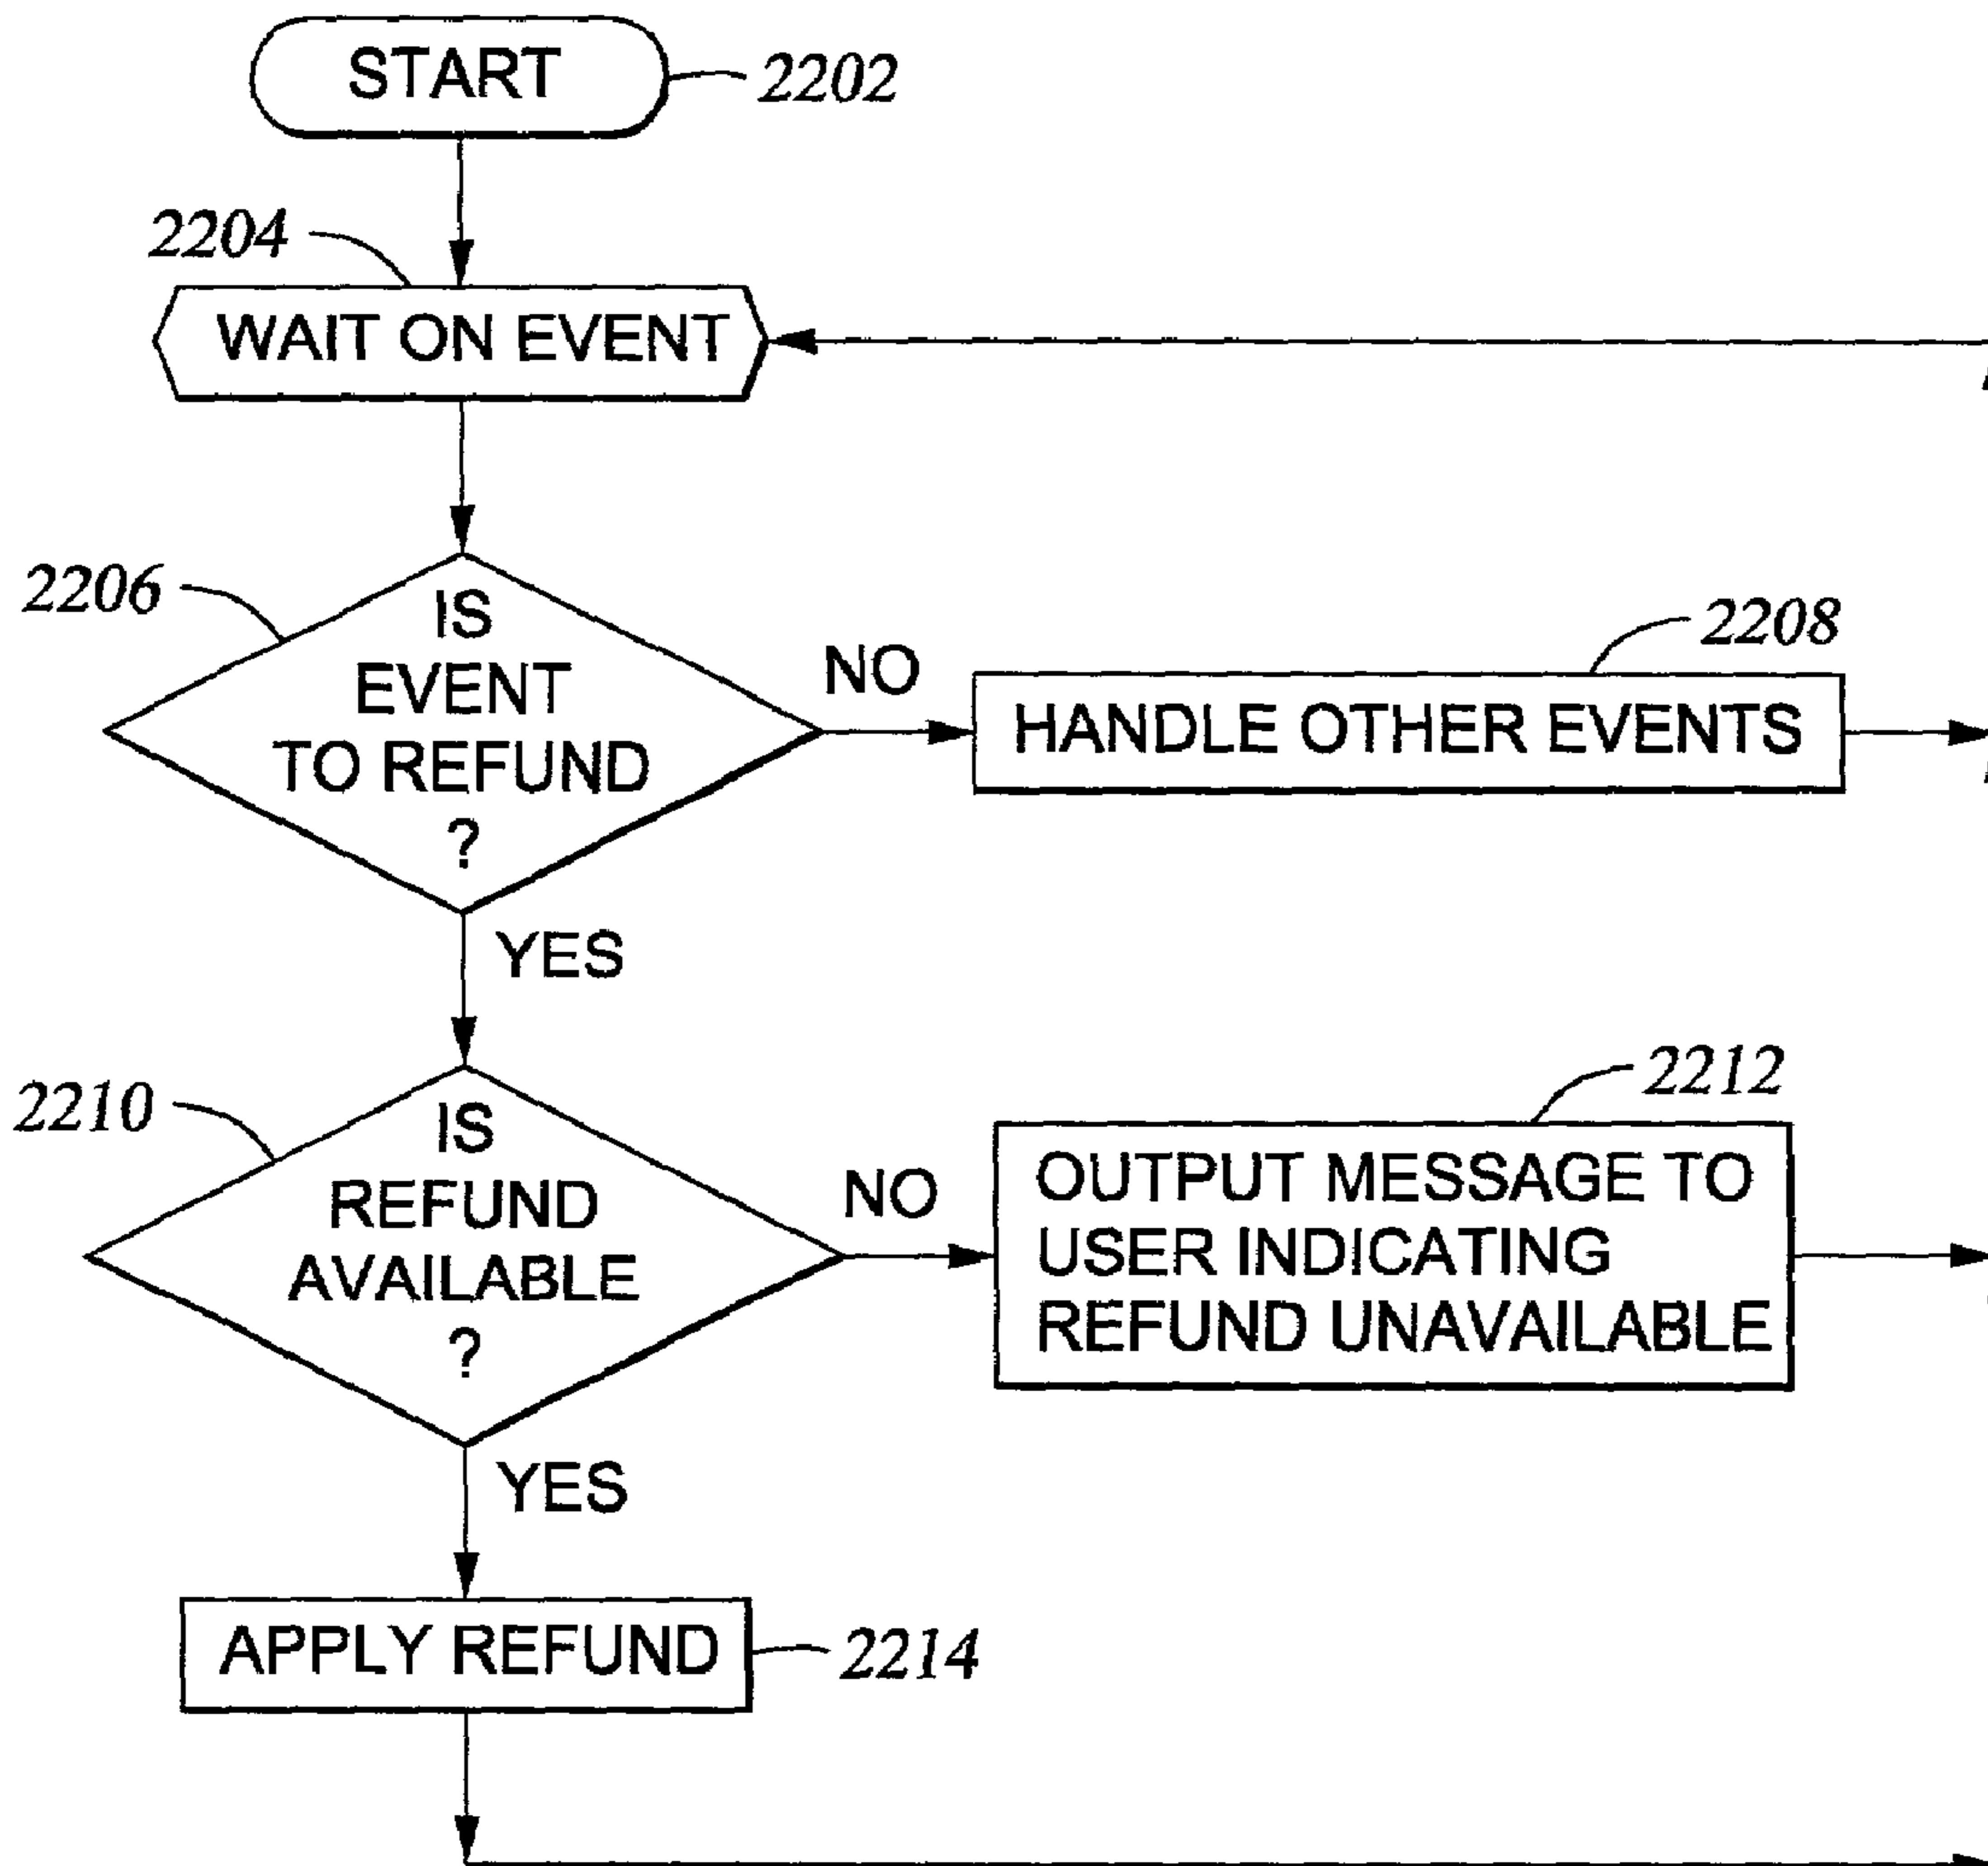 START
2202
2204
WAIT ON EVENT
2206
IS
EVENT
TO REFUND
?
NO
2208
HANDLE OTHER EVENTS
YES
2210
IS
REFUND
AVAILABLE
?
NO
2212
OUTPUT MESSAGE TO
USER INDICATING
REFUND UNAVAILABLE
YES
APPLY REFUND
2214